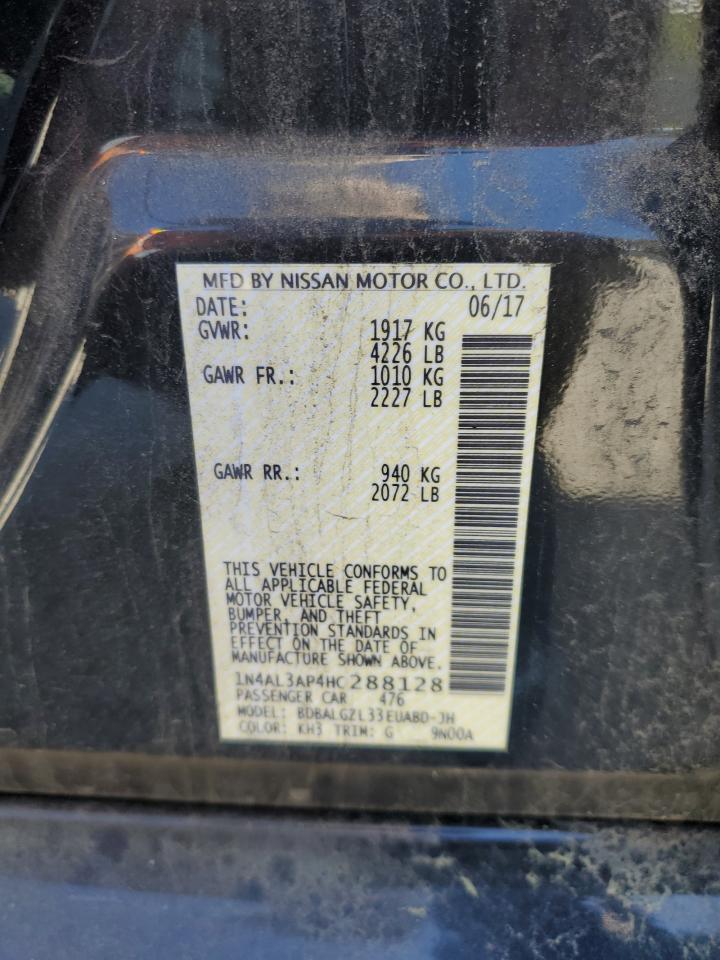 MFD BY NISSAN MOTOR CO., LTD.
DATE: 06/17
GVWR: 1917 KG
4226 LB
GAWR FR.: 1010 KG
2227 LB
GAWR RR.: 940 KG
2072 LB
THIS VEHICLE CONFORMS TO
ALL APPLICABLE FEDERAL
MOTOR VEHICLE SAFETY,
BUMPER, AND THEFT
PREVENTION STANDARDS IN
EFFECT ON THE DATE OF
MANUFACTURE SHOWN ABOVE.
1N4AL3AP4HC288128
PASSENGER CAR 476
MODEL: BDBALGZL33EUABD-JH
COLOR: KH3 TRIM: G 9N00A